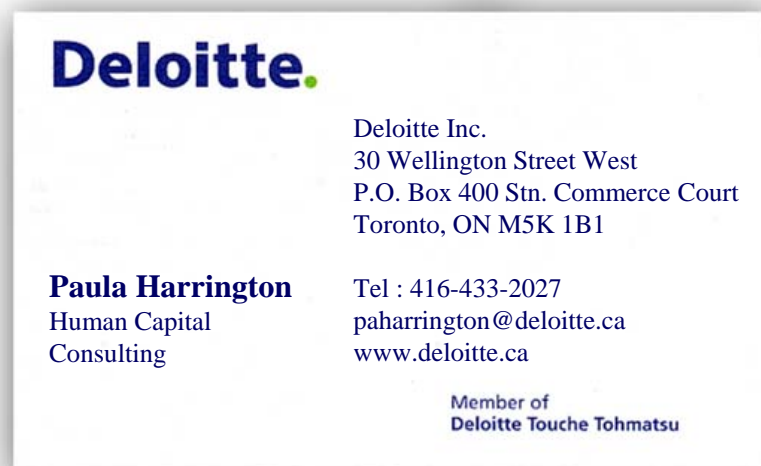 Deloitte.
Deloitte Inc.
30 Wellington Street West
P.O. Box 400 Stn. Commerce Court
Toronto, ON M5K 1B1
Paula Harrington
Human Capital
Consulting
Tel : 416-433-2027
paharrington@deloitte.ca
www.deloitte.ca
Member of
Deloitte Touche Tohmatsu